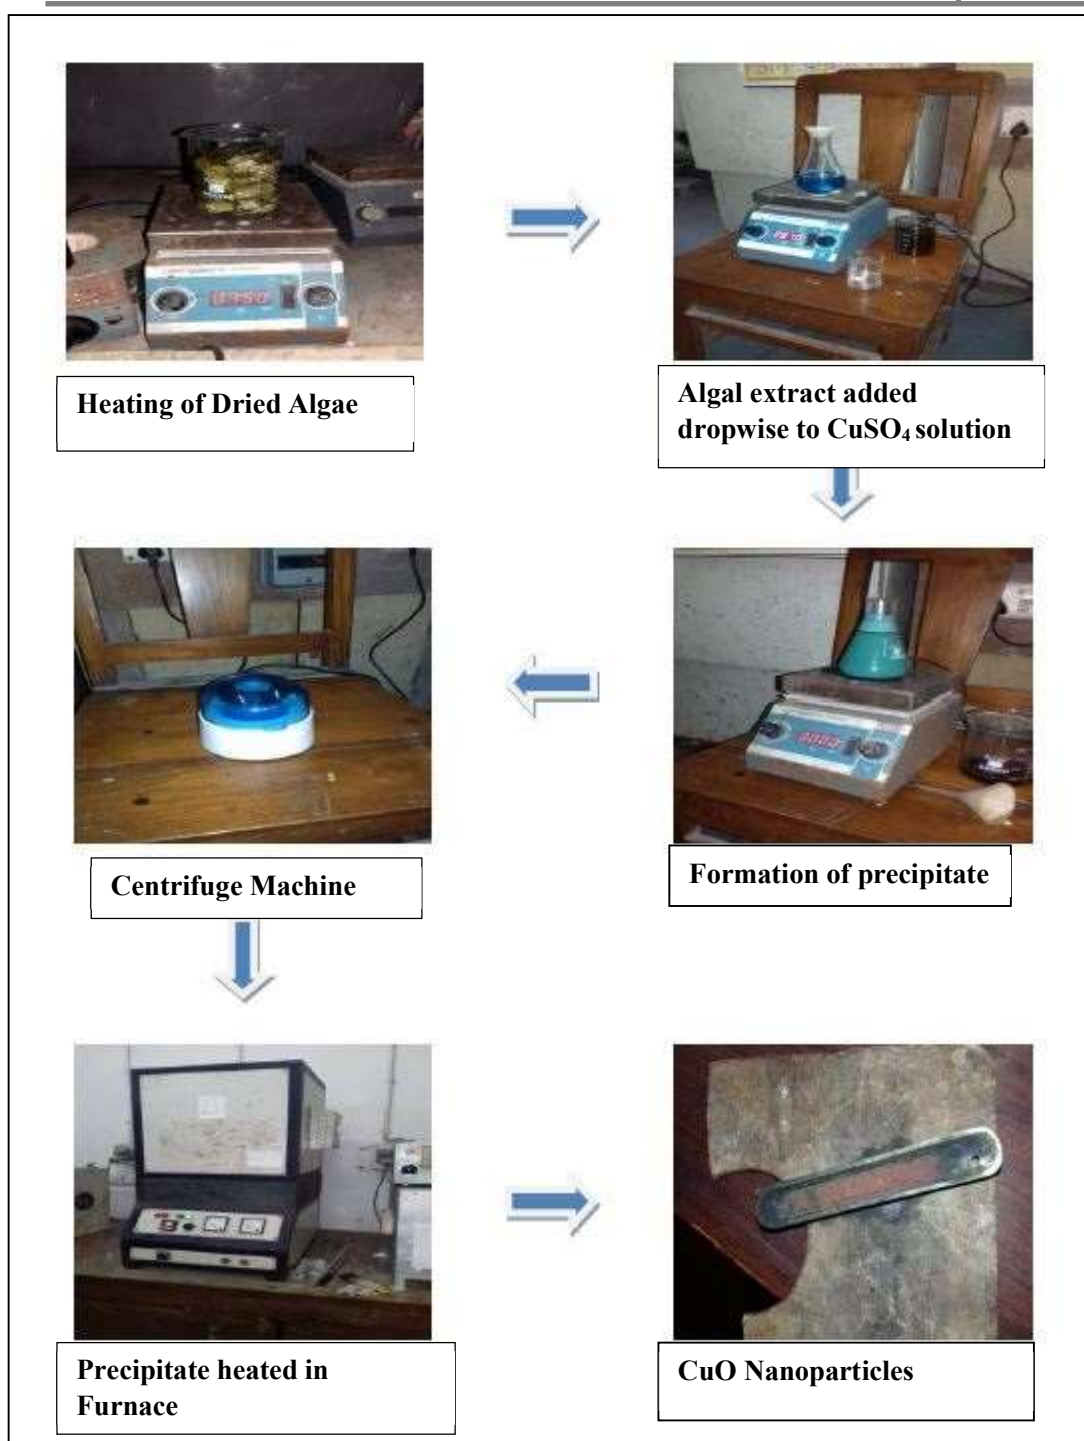 Heating of Dried Algae
Algal extract added
dropwise to CuSO₄ solution
Centrifuge Machine
Formation of precipitate
Precipitate heated in
Furnace
CuO Nanoparticles